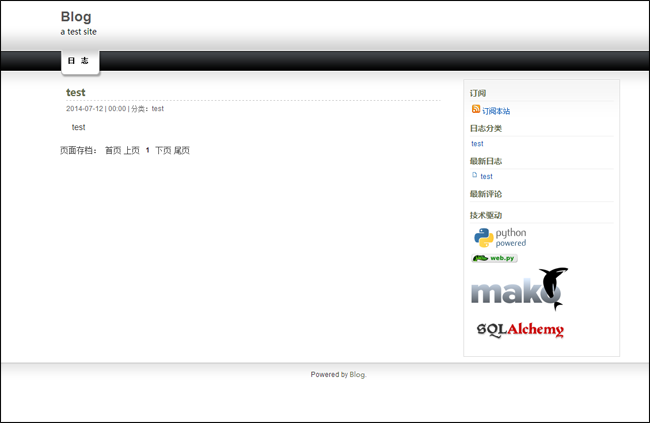 Blog
a test site
日 志
test
2014-07-12 | 00:00 | 分类：test
test
页面存档： 首页 上页 1 下页 尾页
订阅
订阅本站
日志分类
test
最新日志
test
最新评论
技术驱动
python
powered
web.py
mako
SQLAlchemy
Powered by Blog.